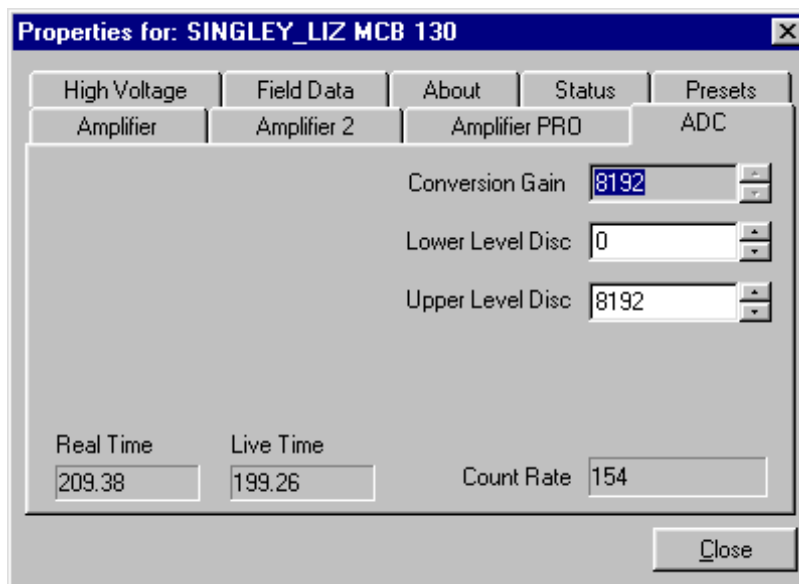 Properties for: SINGLEY_LIZ MCB 130
High Voltage Field Data About Status Presets
Amplifier Amplifier 2 Amplifier PRO ADC
Conversion Gain 8192
Lower Level Disc 0
Upper Level Disc 8192
Real Time Live Time
209.38 199.26 Count Rate 154
Close